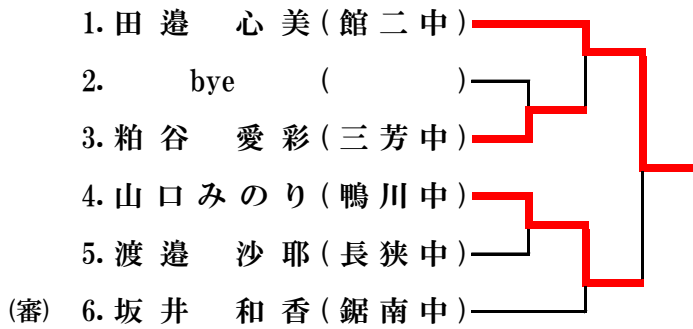 1. 田邉 心美(館二中)
2. bye ( )
3. 粕谷 愛彩(三芳中)
4. 山口みのり(鴨川中)
5. 渡邉 沙耶(長狭中)
(審) 6. 坂井 和香(鋸南中)